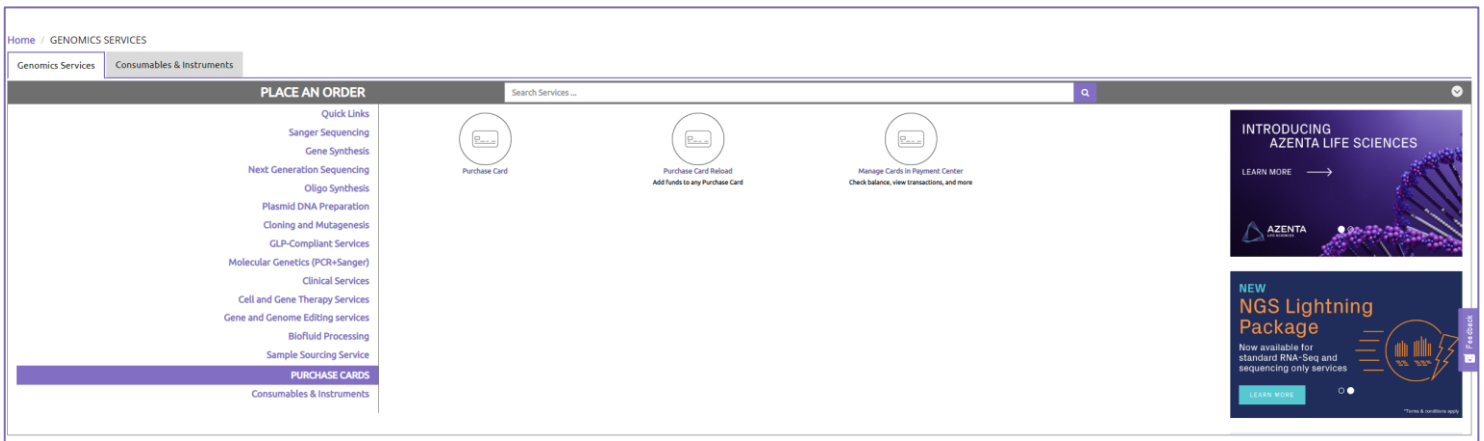 Home / GENOMICS SERVICES
Genomics Services
Consumables & Instruments
PLACE AN ORDER
Search Services ...
Quick Links
Sanger Sequencing
Gene Synthesis
Next Generation Sequencing
Oligo Synthesis
Plasmid DNA Preparation
Cloning and Mutagenesis
GLP-Compliant Services
Molecular Genetics (PCR+Sanger)
Clinical Services
Cell and Gene Therapy Services
Gene and Genome Editing services
Biofluid Processing
Sample Sourcing Service
PURCHASE CARDS
Consumables & Instruments
Purchase Card
Purchase Card Reload
Add funds to any Purchase Card
Manage Cards in Payment Center
Check balance, view transactions, and more
INTRODUCING
AZENTA LIFE SCIENCES
LEARN MORE
AZENTA
LIFE SCIENCES
NEW
NGS Lightning
Package
Now available for
standard RNA-Seq and
sequencing only services
LEARN MORE
*Terms & conditions apply
Feedback